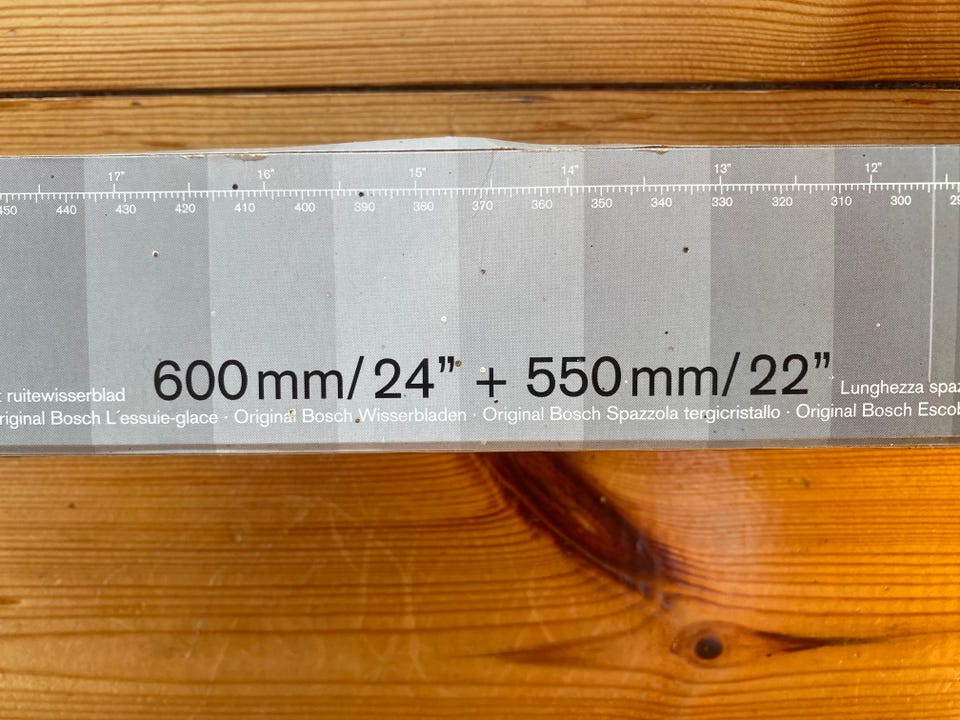 17" 16" 15" 14" 13" 12"
450 440 430 420 410 400 390 380 370 360 350 340 330 320 310 300
600 mm/24” + 550 mm/22”
ruitewisserblad
Lunghezza
Bosch L´essuie-glace · Original Bosch Wisserbladen · Original Bosch Spazzola tergicristallo · Original Bosch